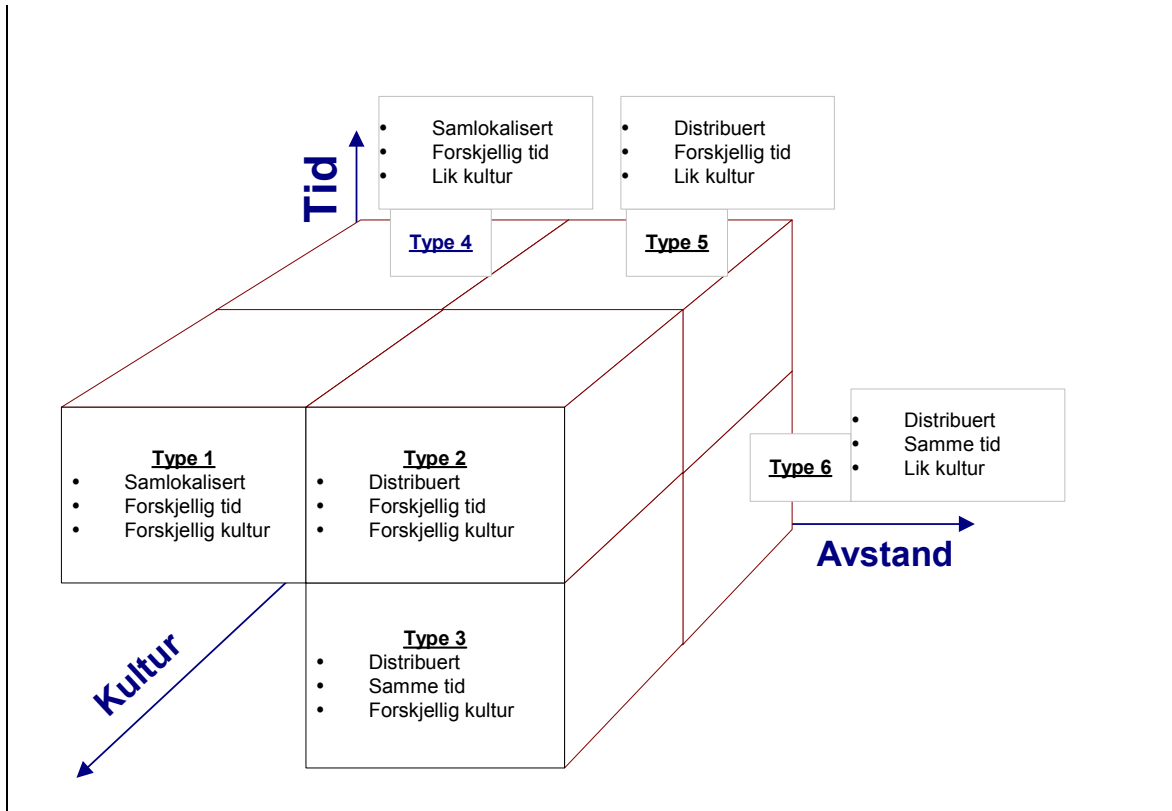 Tid
Samlokalisert
Forskjellig tid
Lik kultur
Type 4
Distribuert
Forskjellig tid
Lik kultur
Type 5
Type 1
Samlokalisert
Forskjellig tid
Forskjellig kultur
Type 2
Distribuert
Forskjellig tid
Forskjellig kultur
Type 6
Distribuert
Samme tid
Lik kultur
Avstand
Kultur
Type 3
Distribuert
Samme tid
Forskjellig kultur